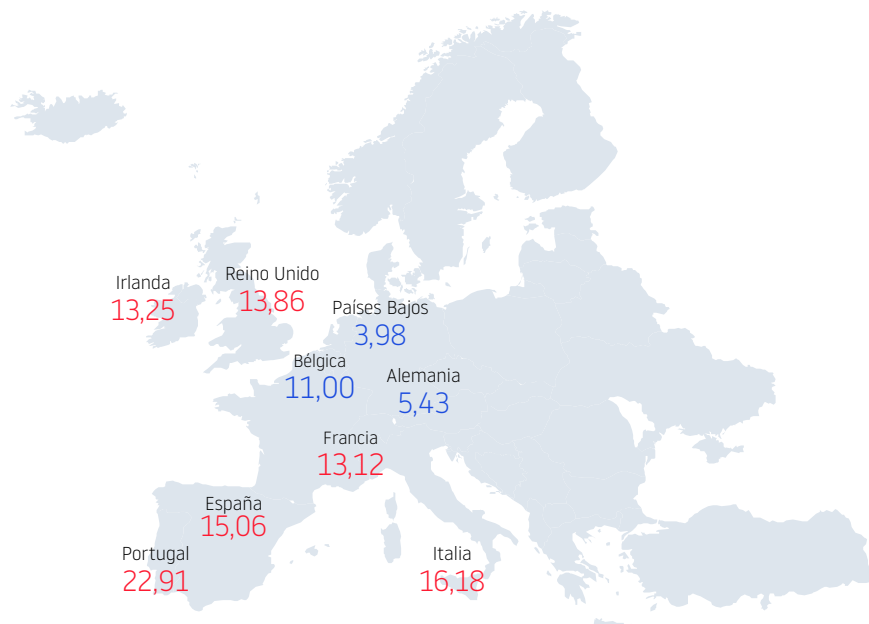 Irlanda
13,25
Reino Unido
13,86
Países Bajos
3,98
Bélgica
11,00
Alemania
5,43
Francia
13,12
España
15,06
Portugal
22,91
Italia
16,18